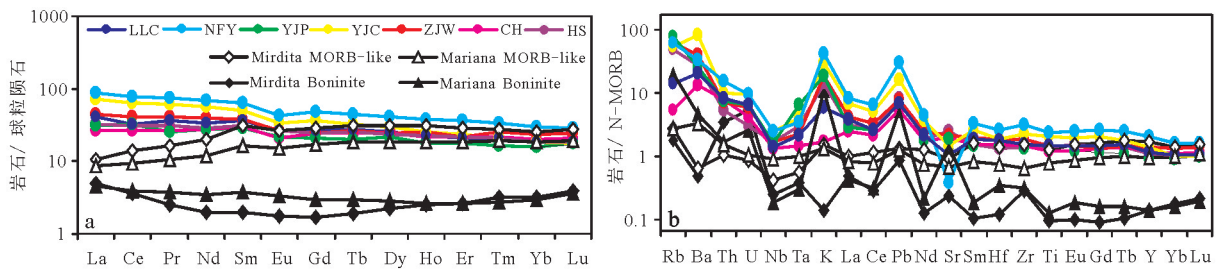 岩石/ 球粒陨石
1000
100
10
1
LLC NFY YJP YJC ZJW CH HS
Mirdita MORB-like Mariana MORB-like
Mirdita Boninite Mariana Boninite
a
La Ce Pr Nd Sm Eu Gd Tb Dy Ho Er Tm Yb Lu
岩石/ N-MORB
100
10
1
0.1
b
Rb Ba Th U Nb Ta K La Ce Pb Nd Sr Sm Hf Zr Ti Eu Gd Tb Y Yb Lu